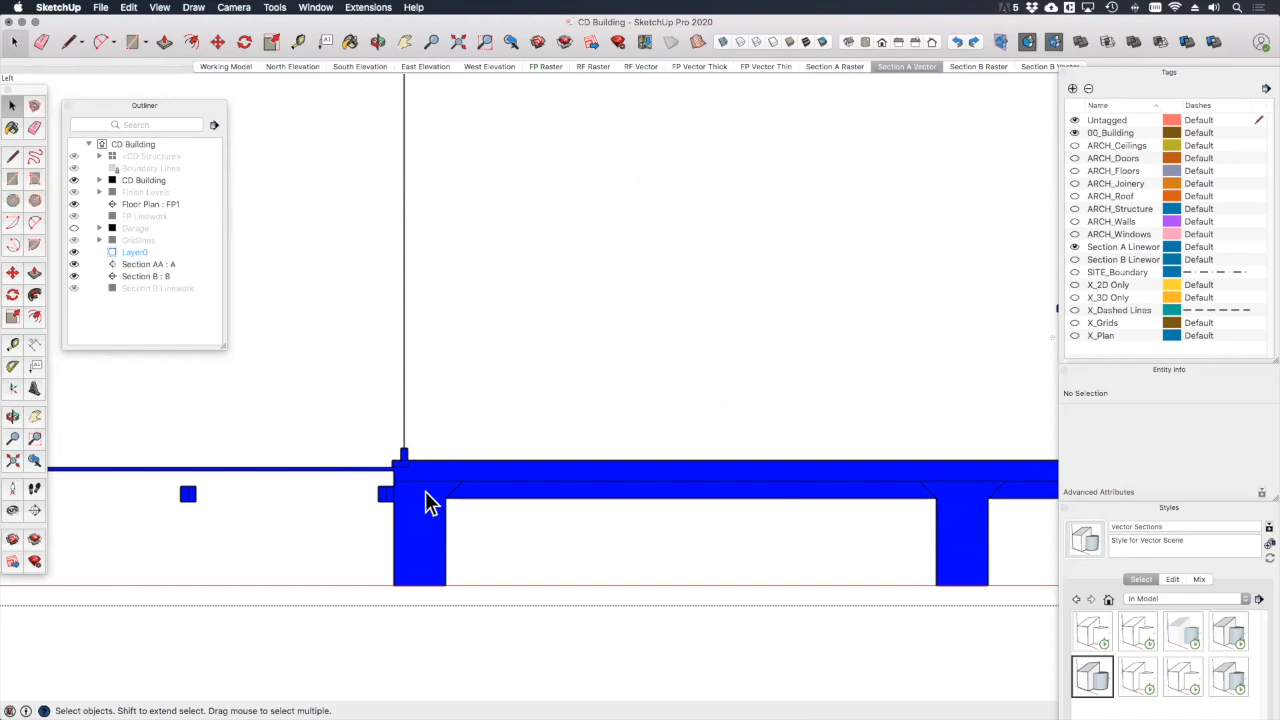 SketchUp File Edit View Draw Camera Tools Window Extensions Help
5
CD Building - SketchUp Pro 2020
Working Model North Elevation South Elevation East Elevation West Elevation FP Raster RF Raster RF Vector FP Vector Thick FP Vector Thin Section A Raster Section A Vector Section B Raster Section B Vector
Left
Outliner
Search
CD Building
<CD Structure>
Boundary Lines
CD Building
Finish Levels
Floor Plan : FP1
FP Linework
Garage
Gridlines
Layer0
Section AA : A
Section B : B
Section B Linework
Tags
Name Dashes
Untagged Default
00_Building Default
ARCH_Ceilings Default
ARCH_Doors Default
ARCH_Floors Default
ARCH_Joinery Default
ARCH_Roof Default
ARCH_Structure Default
ARCH_Walls Default
ARCH_Windows Default
Section A Linewor Default
Section B Linewor Default
SITE_Boundary
X_2D Only Default
X_3D Only Default
X_Dashed Lines
X_Grids Default
X_Plan Default
Entity Info
No Selection
Advanced Attributes
Styles
Vector Sections
Style for Vector Scene
Select Edit Mix
In Model
Select objects. Shift to extend select. Drag mouse to select multiple.